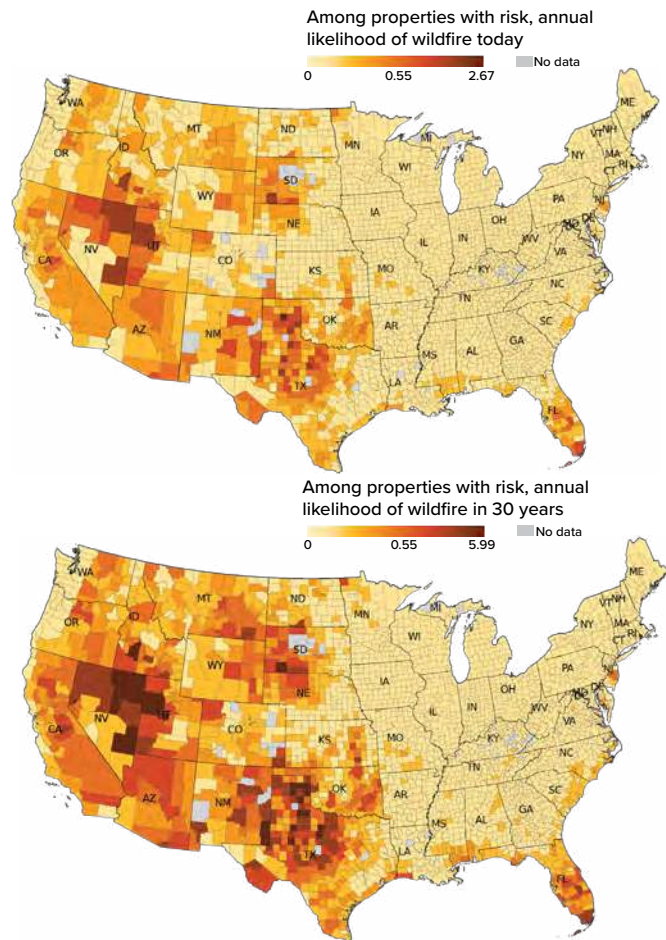 Among properties with risk, annual
likelihood of wildfire today
No data
0 0.55 2.67
WA
ME
MT
ND
MN
VT
NH
OR
ID
WI
MI
NY
MA
SD
CT
RI
WY
IA
PA
NJ
NE
OH
MD
DE
NV
UT
IL
IN
WV
CO
VA
CA
KS
MO
KY
NC
TN
AZ
NM
OK
AR
SC
MS
AL
GA
TX
LA
FL
Among properties with risk, annual
likelihood of wildfire in 30 years
No data
0 0.55 5.99
WA
ME
MT
ND
MN
VT
NH
OR
ID
WI
MI
NY
MA
SD
CT
RI
WY
IA
PA
NJ
NE
OH
MD
DE
NV
UT
IL
IN
WV
CO
VA
CA
KS
MO
KY
NC
TN
AZ
NM
OK
AR
SC
MS
AL
GA
TX
LA
FL